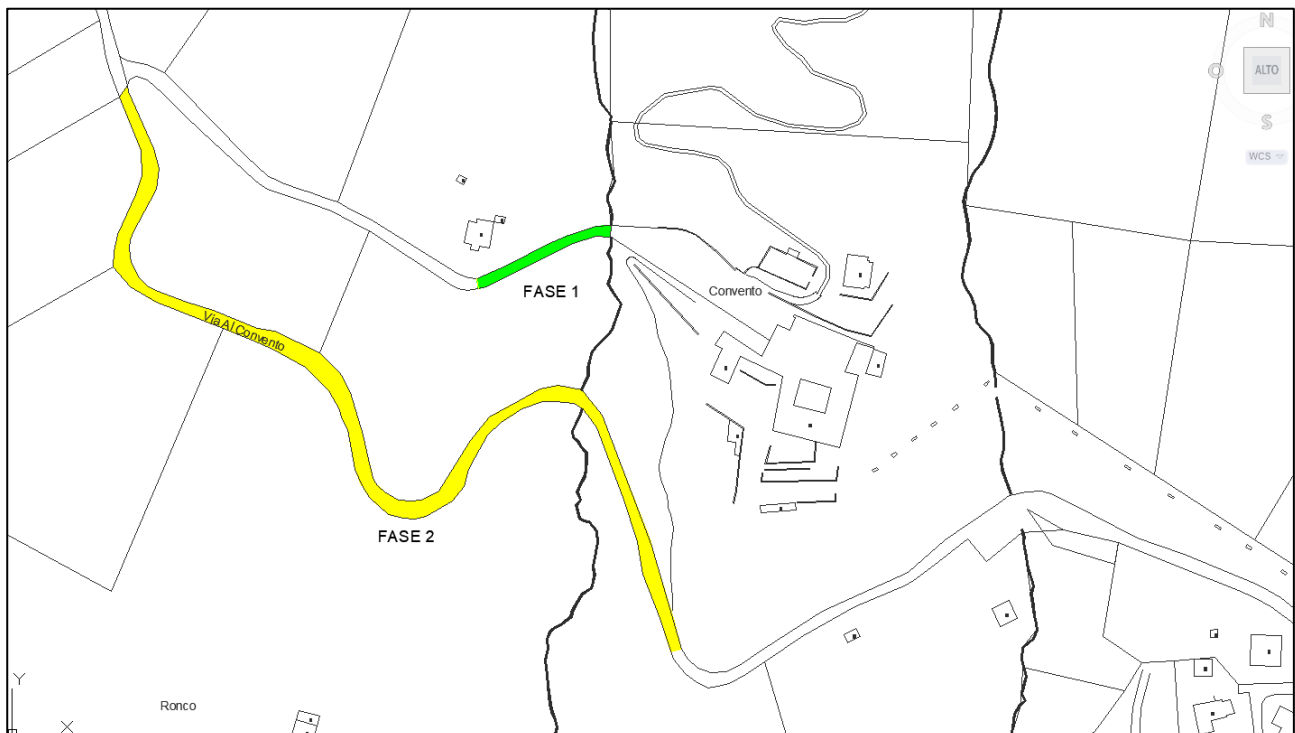 N
O
ALTO
S
WCS
FASE 1
Convento
Via Al Convento
FASE 2
Y
X
Ronco